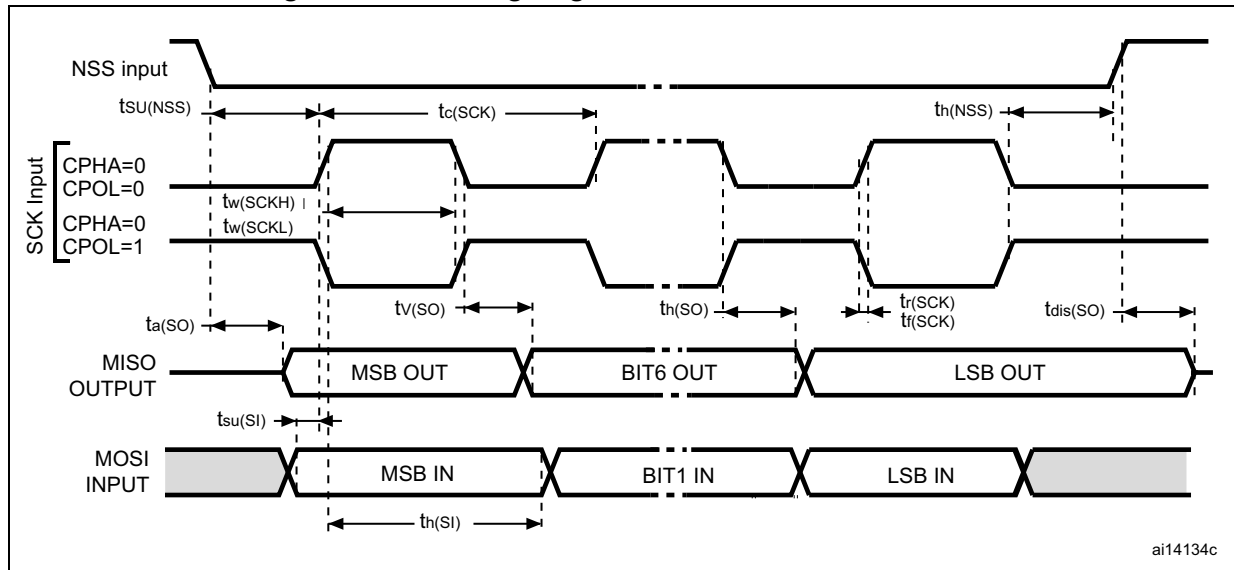 NSS input
tSU(NSS)
tc(SCK)
th(NSS)
SCK Input
CPHA=0
CPOL=0
tw(SCKH)
CPHA=0
tw(SCKL)
CPOL=1
ta(SO)
tV(SO)
th(SO)
tr(SCK)
tf(SCK)
tdis(SO)
MISO
OUTPUT
MSB OUT
BIT6 OUT
LSB OUT
tsu(SI)
MOSI
INPUT
MSB IN
BIT1 IN
LSB IN
th(SI)
ai14134c